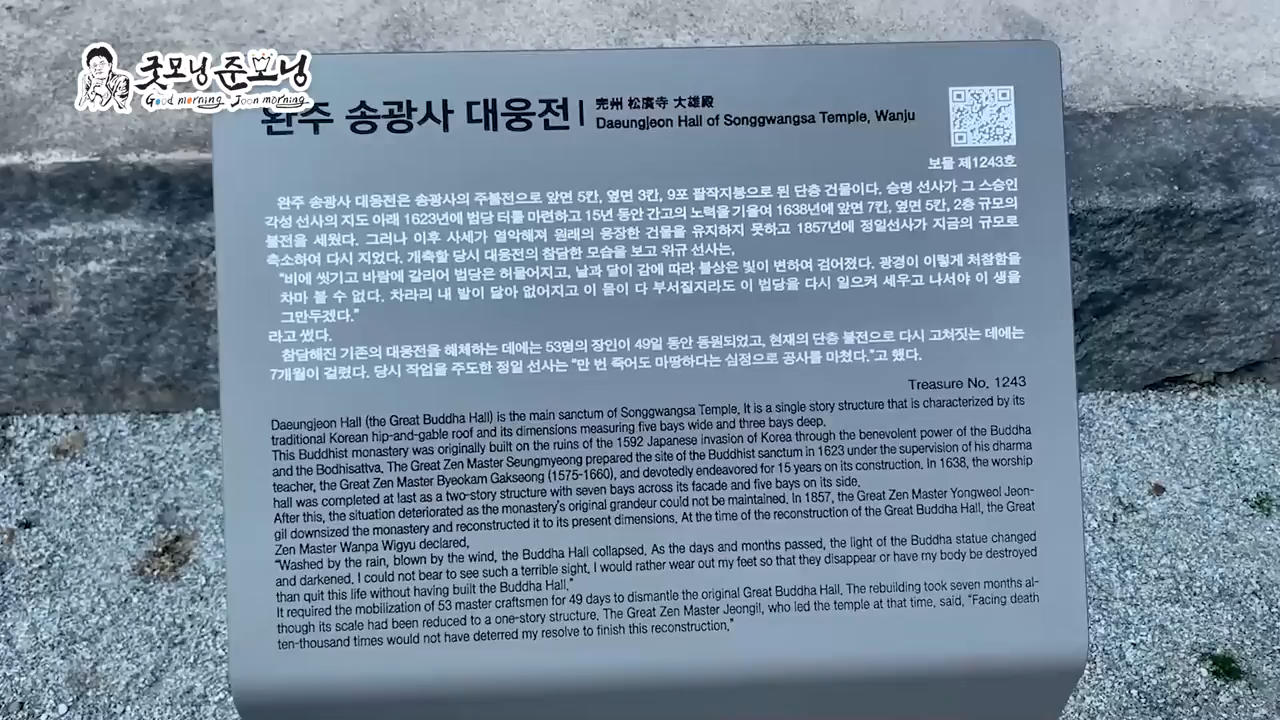 굿모닝 준모닝
Good morning Joon morning
완주 송광사 대웅전
完州 松廣寺 大雄殿
Daeungjeon Hall of Songgwangsa Temple, Wanju
보물 제1243호
완주 송광사 대웅전은 송광사의 주불전으로 앞면 5칸, 옆면 3칸, 9포 팔작지붕으로 된 단층 건물이다. 승명 선사가 그 스승인
각성 선사의 지도 아래 1623년에 법당 터를 마련하고 15년 동안 간고의 노력을 기울여 1638년에 앞면 7칸, 옆면 5칸, 2층 규모의
불전을 세웠다. 그러나 이후 사세가 열악해져 원래의 웅장한 건물을 유지하지 못하고 1857년에 정일선사가 지금의 규모로
축소하여 다시 지었다. 개축할 당시 대웅전의 참담한 모습을 보고 위규 선사는,
"비에 씻기고 바람에 갈리어 법당은 허물어지고, 날과 달이 감에 따라 불상은 빛이 변하여 검어졌다. 광경이 이렇게 처참함을
차마 볼 수 없다. 차라리 내 발이 닳아 없어지고 이 몸이 다 부서질지라도 이 법당을 다시 일으켜 세우고 나서야 이 생을
그만두겠다."
라고 썼다.
참담해진 기존의 대웅전을 해체하는 데에는 53명의 장인이 49일 동안 동원되었고, 현재의 단층 불전으로 다시 고쳐짓는 데에는
7개월이 걸렸다. 당시 작업을 주도한 정일 선사는 "만 번 죽어도 마땅하다는 심정으로 공사를 마쳤다."고 했다.
Treasure No. 1243
Daeungjeon Hall (the Great Buddha Hall) is the main sanctum of Songgwangsa Temple. It is a single story structure that is characterized by its
traditional Korean hip-and-gable roof and its dimensions measuring five bays wide and three bays deep.
This Buddhist monastery was originally built on the ruins of the 1592 Japanese invasion of Korea through the benevolent power of the Buddha
and the Bodhisattva. The Great Zen Master Seungmyeong prepared the site of the Buddhist sanctum in 1623 under the supervision of his dharma
teacher, the Great Zen Master Byeokam Gakseong (1575-1660), and devotedly endeavored for 15 years on its construction. In 1638, the worship
hall was completed at last as a two-story structure with seven bays across its facade and five bays on its side.
After this, the situation deteriorated as the monastery's original grandeur could not be maintained. In 1857, the Great Zen Master Yongweol Jeon-
gil downsized the monastery and reconstructed it to its present dimensions. At the time of the reconstruction of the Great Buddha Hall, the Great
Zen Master Wanpa Wigyu declared,
"Washed by the rain, blown by the wind, the Buddha Hall collapsed. As the days and months passed, the light of the Buddha statue changed
and darkened. I could not bear to see such a terrible sight. I would rather wear out my feet so that they disappear or have my body be destroyed
than quit this life without having built the Buddha Hall."
It required the mobilization of 53 master craftsmen for 49 days to dismantle the original Great Buddha Hall. The rebuilding took seven months al-
though its scale had been reduced to a one-story structure. The Great Zen Master Jeongil, who led the temple at that time, said, "Facing death
ten-thousand times would not have deterred my resolve to finish this reconstruction."